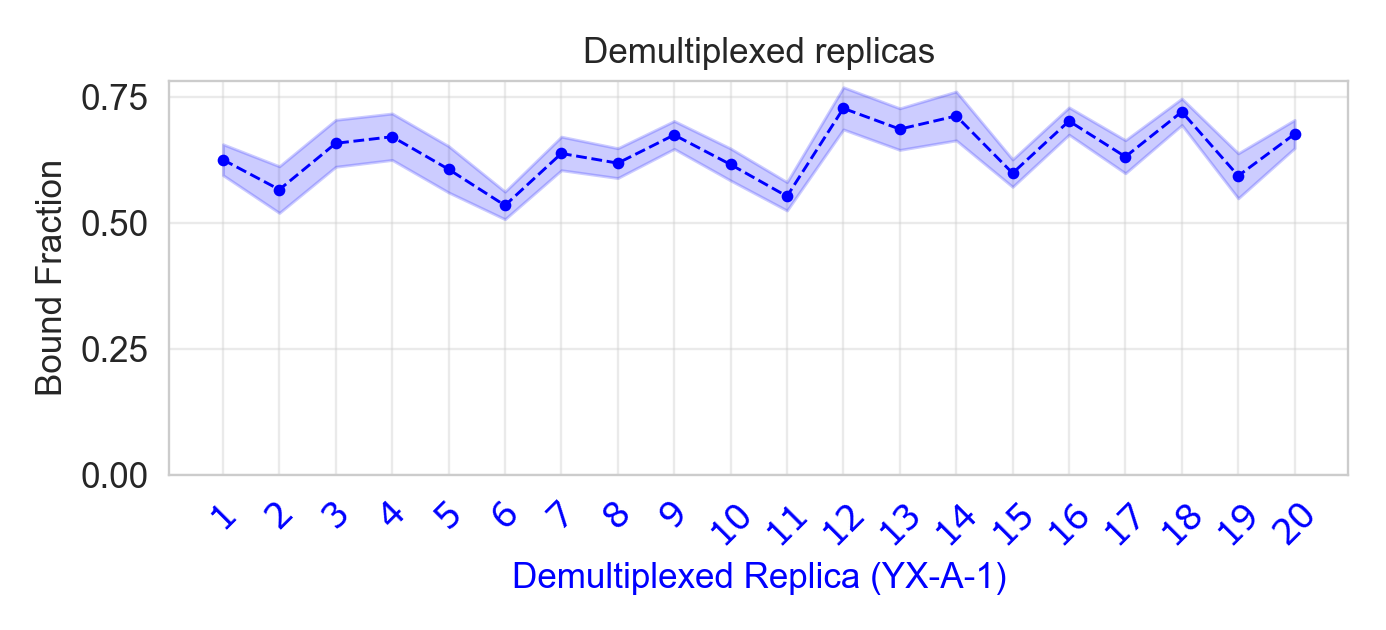 Demultiplexed replicas
Bound Fraction
0.75
0.50
0.25
0.00
1 2 3 4 5 6 7 8 9 10 11 12 13 14 15 16 17 18 19 20
Demultiplexed Replica (YX-A-1)